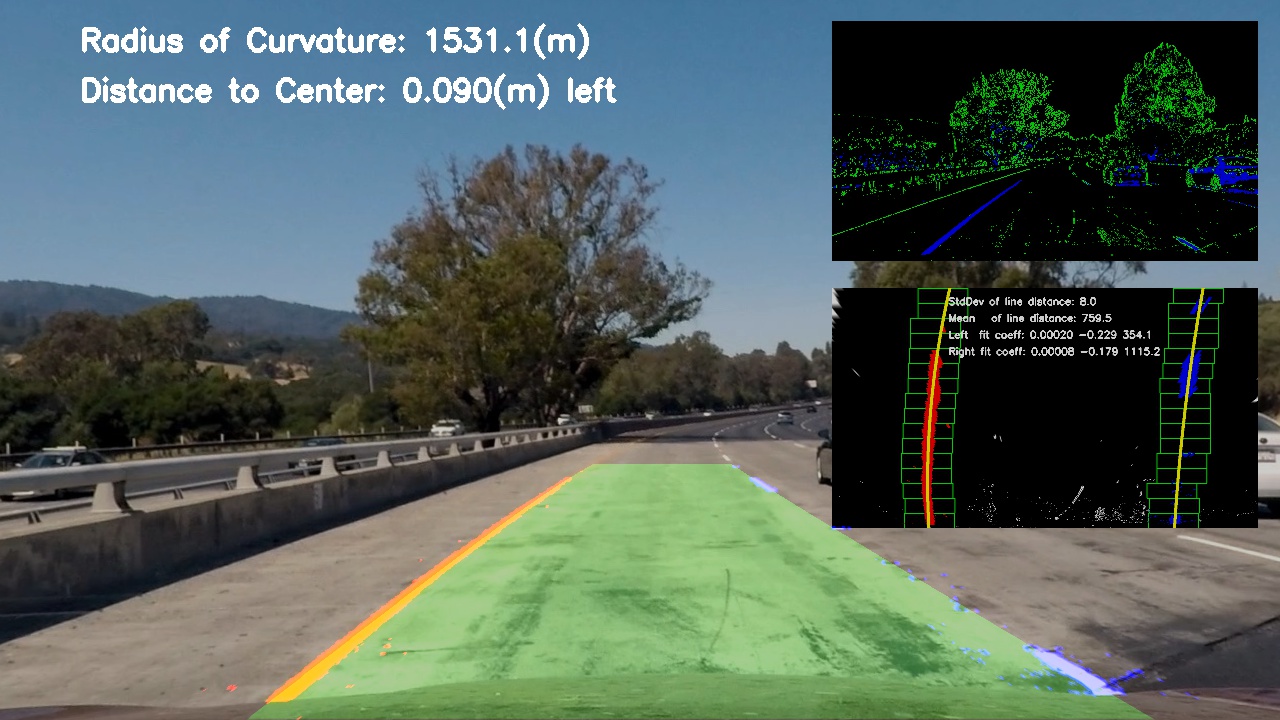 Radius of Curvature: 1531.1(m)
Distance to Center: 0.090(m) left
StdDev of line distance: 8.0
Mean of line distance: 759.5
Left fit coeff: 0.00020 -0.229 354.1
Right fit coeff: 0.00008 -0.179 1115.2